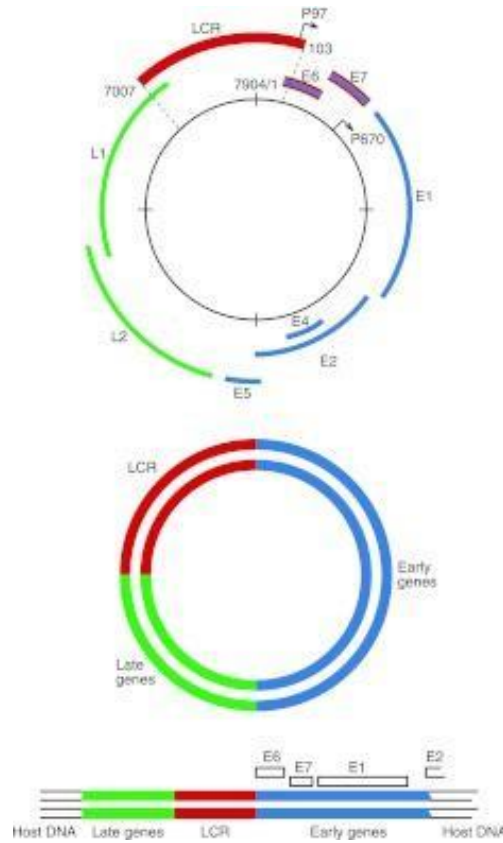 P97
LCR
103
7904/1
E6
E7
7007
P670
L1
E1
E4
L2
E2
E5
LCR
Early
genes
Late
genes
E6
E2
E7
E1
Host DNA
Late genes
LCR
Early genes
Host DNA